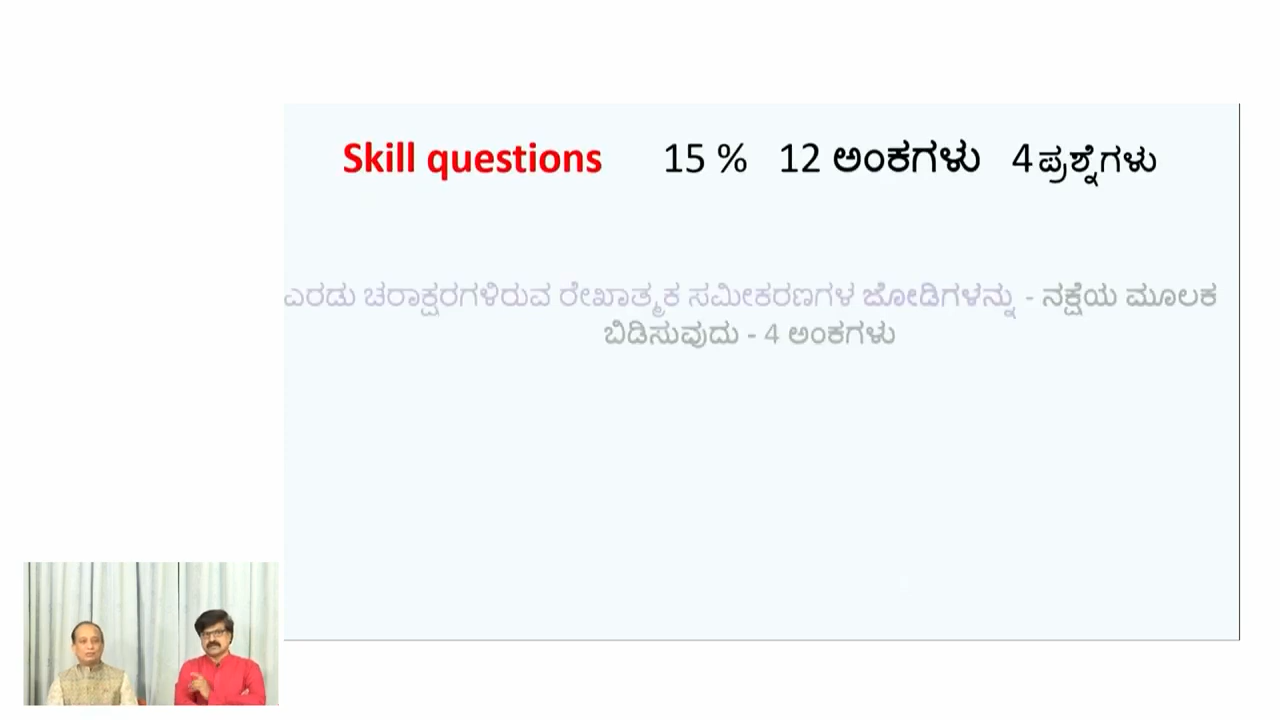 Skill questions 15 % 12 ಅಂಕಗಳು 4 ಪ್ರಶ್ನೆಗಳು
ಎರಡು ಚರಾಕ್ಷರಗಳಿರುವ ರೇಖಾತ್ಮಕ ಸಮೀಕರಣಗಳ ಜೋಡಿಗಳನ್ನು - ನಕ್ಷೆಯ ಮೂಲಕ
ಬಿಡಿಸುವುದು - 4 ಅಂಕಗಳು